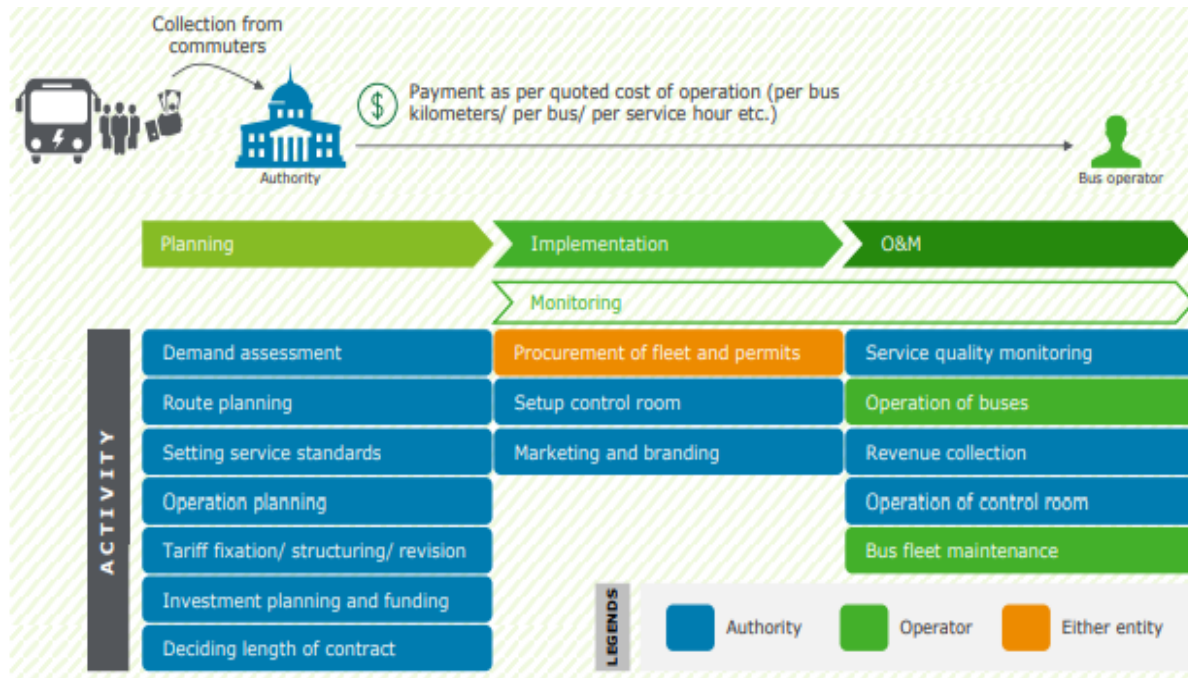 Collection from
commuters
Payment as per quoted cost of operation (per bus
kilometers/ per bus/ per service hour etc.)
Authority
Bus operator
Planning
Implementation
O&M
Monitoring
ACTIVITY
Demand assessment
Procurement of fleet and permits
Service quality monitoring
Route planning
Setup control room
Operation of buses
Setting service standards
Marketing and branding
Revenue collection
Operation planning
Operation of control room
Tariff fixation/ structuring/ revision
Bus fleet maintenance
Investment planning and funding
Deciding length of contract
LEGENDS
Authority
Operator
Either entity